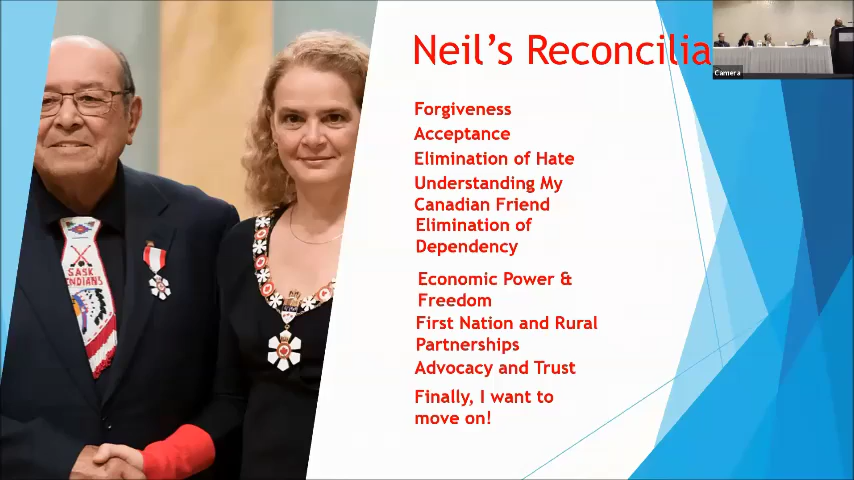 Neil's Reconcilia
Camera
Forgiveness
Acceptance
Elimination of Hate
Understanding My
Canadian Friend
Elimination of
Dependency
Economic Power &
Freedom
First Nation and Rural
Partnerships
Advocacy and Trust
Finally, I want to
move on!
SASK
INDIANS